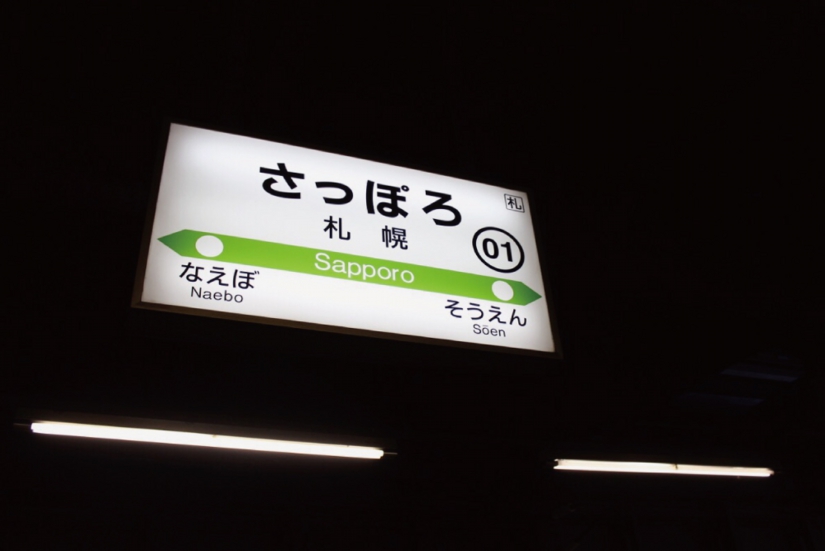 さっぽろ
札
札 幌
01
Sapporo
なえぼ
Naebo
そうえん
Sōen